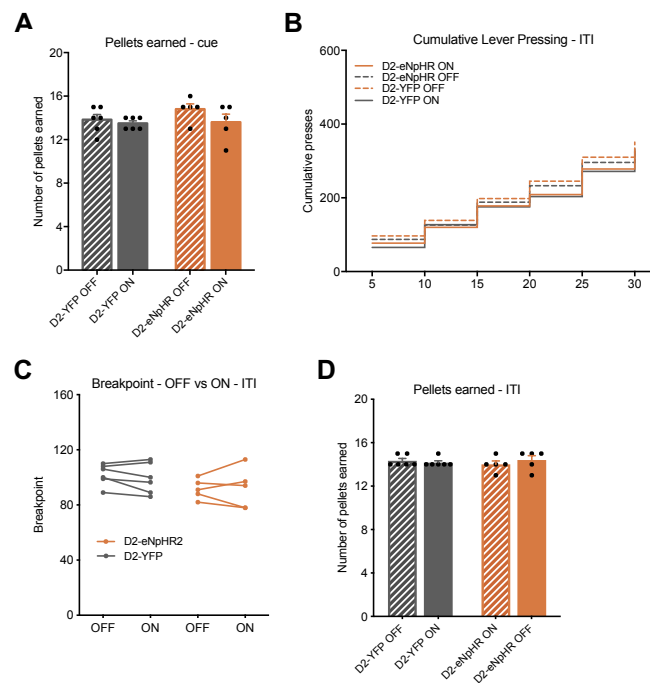 A
Pellets earned - cue
Number of pellets earned
20
16
12
8
4
0
D2-YFP OFF
D2-YFP ON
D2-eNpHR OFF
D2-eNpHR ON
B
Cumulative Lever Pressing - ITI
Cumulative presses
600
400
200
0
D2-eNpHR ON
D2-eNpHR OFF
D2-YFP OFF
D2-YFP ON
5 10 15 20 25 30
C
Breakpoint - OFF vs ON - ITI
Breakpoint
160
120
80
40
0
D2-eNpHR2
D2-YFP
OFF ON OFF ON
D
Pellets earned - ITI
Number of pellets earned
20
16
12
8
4
0
D2-YFP OFF
D2-YFP ON
D2-eNpHR ON
D2-eNpHR OFF